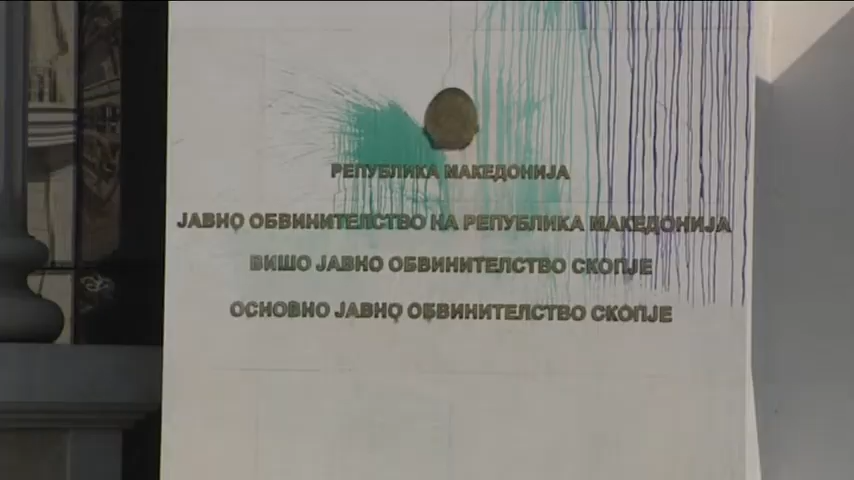 РЕПУБЛИКА МАКЕДОНИЈА
ЈАВНО ОБВИНИТЕЛСТВО НА РЕПУБЛИКА МАКЕДОНИЈА
ВИШО ЈАВНО ОБВИНИТЕЛСТВО СКОПЈЕ
ОСНОВНО ЈАВНО ОБВИНИТЕЛСТВО СКОПЈЕ